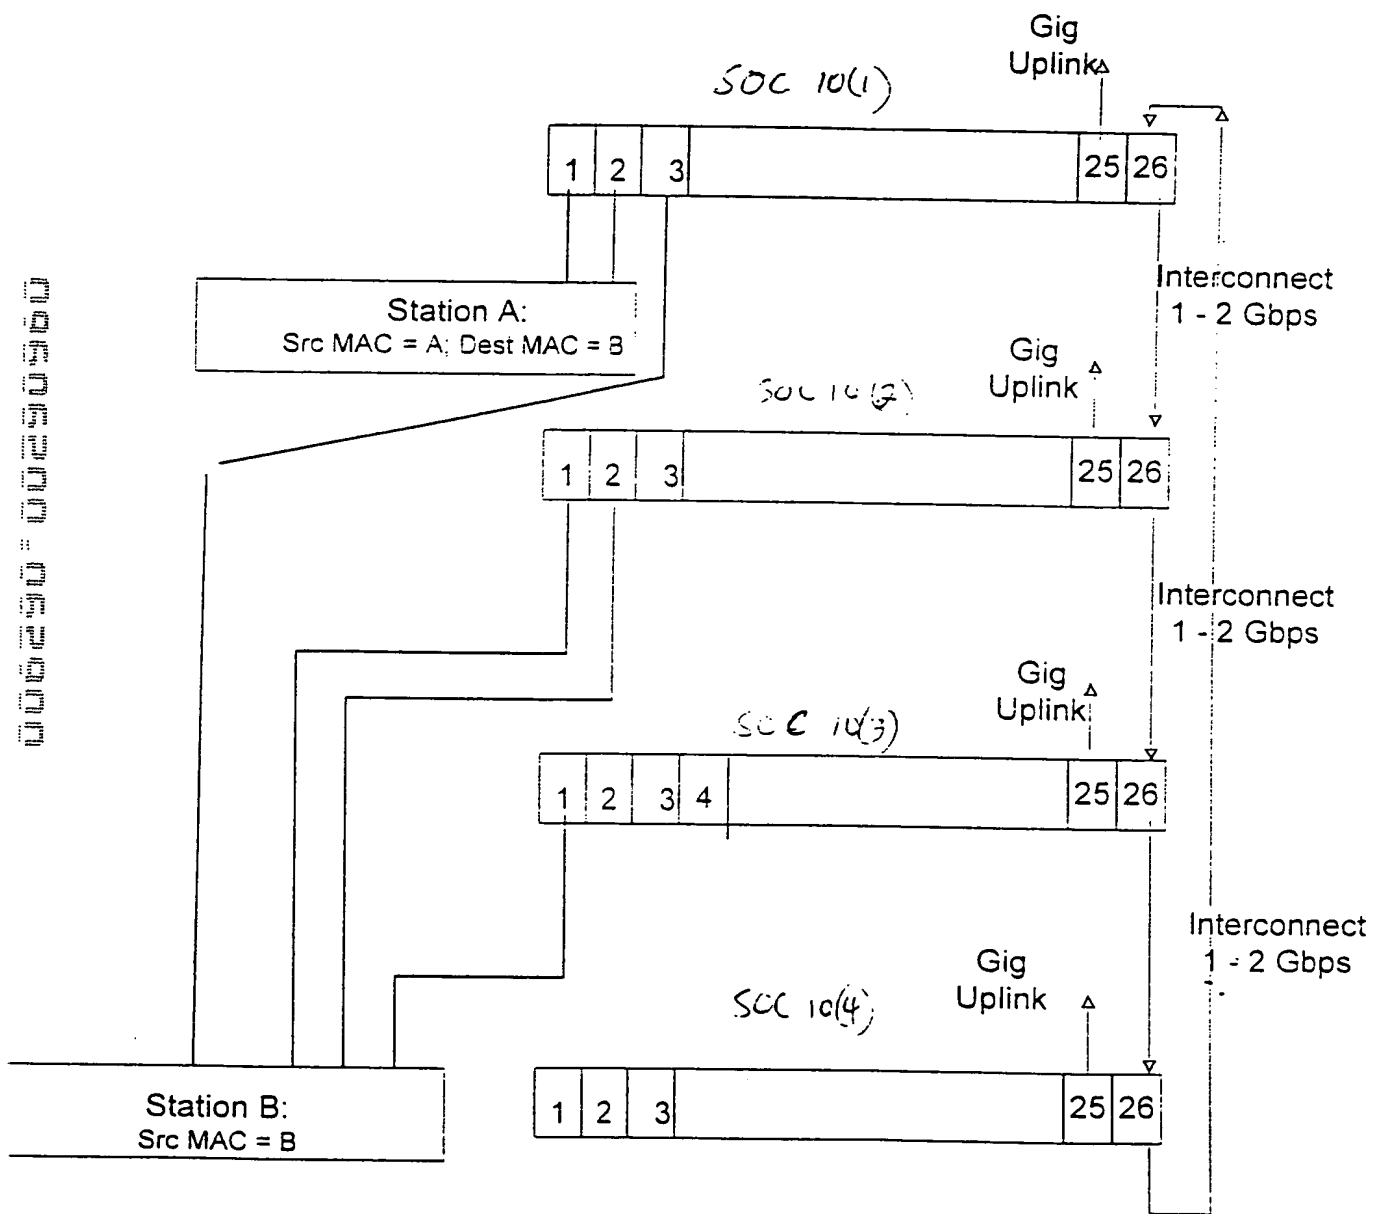 Gig
Uplink
SOC 10(1)
1 2 3 25 26
Interconnect
1 - 2 Gbps
Station A:
Src MAC = A; Dest MAC = B
Gig
Uplink
SOC 10(2)
1 2 3 25 26
Interconnect
1 - 2 Gbps
Gig
Uplink
SOC 10(3)
1 2 3 4 25 26
Interconnect
1 - 2 Gbps
Gig
Uplink
SOC 10(4)
Station B:
Src MAC = B
1 2 3 25 26